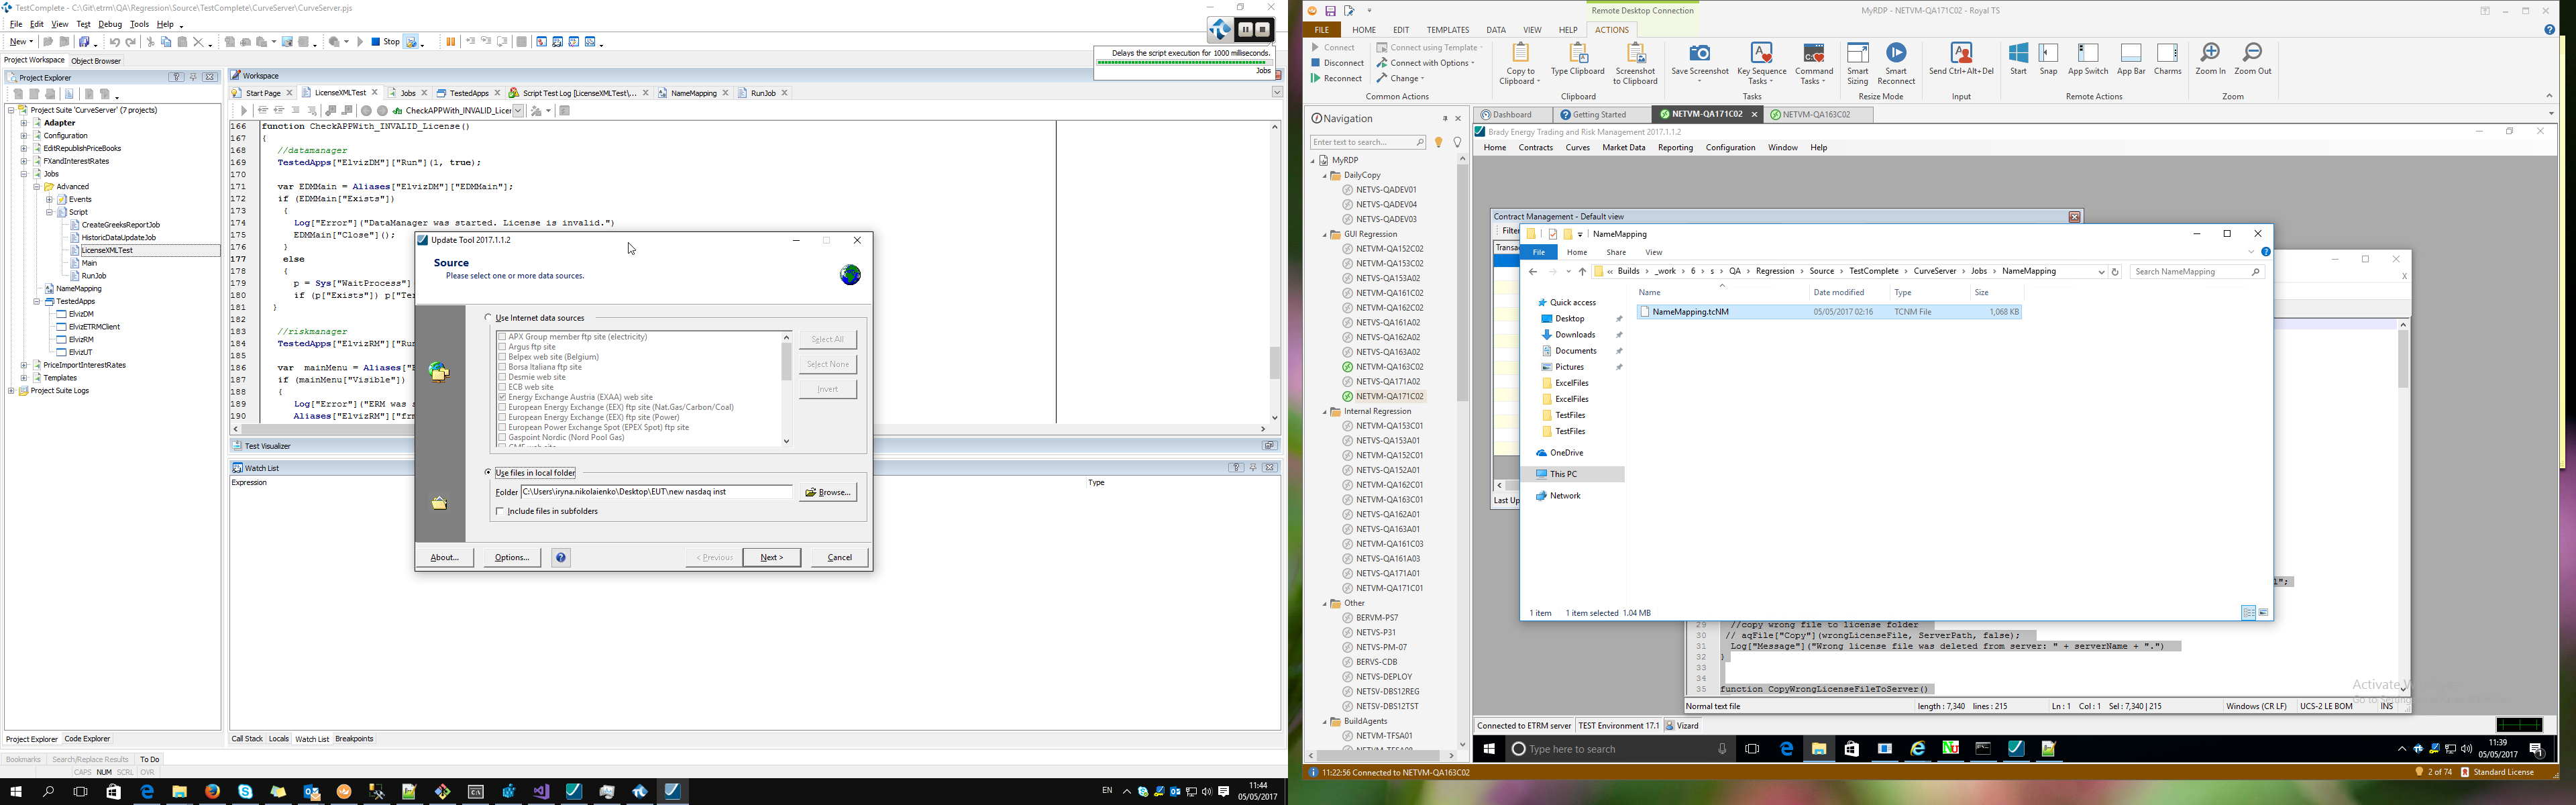 TestComplete - C:\Git\etrm\QA\Regression\Source\TestComplete\CurveServer\CurveServer.pjs
File Edit View Test Debug Tools Help
New Stop
Delays the script execution for 1000 milliseconds.
Jobs
Project Workspace Object Browser
Project Explorer
Project Suite 'CurveServer' (7 projects)
Adapter
Configuration
EditRepublishPriceBooks
FXandInterestRates
Jobs
Advanced
Events
Script
CreateGreeksReportJob
HistoricDataUpdateJob
LicenseXMLTest
Main
RunJob
NameMapping
TestedApps
ElvizDM
ElvizETRMClient
ElvizRM
ElvizUT
PriceImportInterestRates
Templates
Project Suite Logs
Workspace
Start Page LicenseXMLTest Jobs TestedApps Script Test Log [LicenseXMLTest\... NameMapping RunJob
CheckAPPWith_INVALID_Licer
166 function CheckAPPWith_INVALID_License()
167 {
168 //datamanager
169 TestedApps["ElvizDM"]["Run"](1, true);
170
171 var EDMMain = Aliases["ElvizDM"]["EDMMain"];
172 if (EDMMain["Exists"])
173 {
174 Log["Error"]("DataManager was started. License is invalid.")
175 EDMMain["Close"]();
176 }
177 else
178 {
179 p = Sys["WaitProcess"]
180 if (p["Exists"]) p["Te
181 }
182
183 //riskmanager
184 TestedApps["ElvizRM"]["Ru
185
186 var mainMenu = Aliases["E
187 if (mainMenu["Visible"])
188 {
189 Log["Error"]("ERM was s
190 Aliases["ElvizRM"]["frm
Test Visualizer
Watch List
Expression Type
Call Stack Locals Watch List Breakpoints
Project Explorer Code Explorer
Bookmarks Search/Replace Results To Do
CAPS NUM SCRL OVR
Update Tool 2017.1.1.2
Source
Please select one or more data sources.
Use Internet data sources
APX Group member ftp site (electricity)
Argus ftp site
Belpex web site (Belgium)
Borsa Italiana ftp site
Desmie web site
ECB web site
Energy Exchange Austria (EXAA) web site
European Energy Exchange (EEX) ftp site (Nat.Gas/Carbon/Coal)
European Energy Exchange (EEX) ftp site (Power)
European Power Exchange Spot (EPEX Spot) ftp site
Gaspoint Nordic (Nord Pool Gas)
Select All
Select None
Invert
Use files in local folder
Folder C:\Users\iryna.nikolaienko\Desktop\EUT\new nasdaq inst Browse...
Include files in subfolders
About... Options... < Previous Next > Cancel
EN 11:44
05/05/2017
Remote Desktop Connection MyRDP - NETVM-QA171C02 - Royal TS
FILE HOME EDIT TEMPLATES DATA VIEW HELP ACTIONS
Connect Connect using Template
Disconnect Connect with Options
Reconnect Change
Common Actions
Copy to Clipboard Type Clipboard Screenshot to Clipboard
Clipboard
Save Screenshot Key Sequence Tasks Command Tasks
Tasks
Smart Sizing Smart Reconnect
Resize Mode
Send Ctrl+Alt+Del
Input
Start Snap App Switch App Bar Charms
Remote Actions
Zoom In Zoom Out
Zoom
Navigation
Enter text to search...
MyRDP
DailyCopy
NETVS-QADEV01
NETVS-QADEV04
NETVS-QADEV03
GUI Regression
NETVM-QA152C02
NETVM-QA153C02
NETVS-QA153A02
NETVM-QA161C02
NETVM-QA162C02
NETVS-QA161A02
NETVM-QA162A02
NETVM-QA163A02
NETVM-QA163C02
NETVS-QA171A02
NETVM-QA171C02
Internal Regression
NETVM-QA153C01
NETVS-QA153A01
NETVM-QA152C01
NETVS-QA152A01
NETVM-QA162C01
NETVM-QA163C01
NETVS-QA162A01
NETVM-QA163A01
NETVM-QA161C03
NETVM-QA161A03
NETVS-QA171A01
NETVM-QA171C01
Other
BERVM-PS7
NETVS-P31
NETVS-PM-07
BERVS-CDB
NETVS-DEPLOY
NETSV-DBS12REG
NETSV-DBS12TST
BuildAgents
NETVM-TFSA01
Dashboard Getting Started NETVM-QA171C02 NETVM-QA163C02
Brady Energy Trading and Risk Management 2017.1.1.2
Home Contracts Curves Market Data Reporting Configuration Window Help
Contract Management - Default view
Filter
Transac
Last Up
NameMapping
File Home Share View
« Builds > _work > 6 > s > QA > Regression > Source > TestComplete > CurveServer > Jobs > NameMapping
Search NameMapping
Name Date modified Type Size
NameMapping.tcNM 05/05/2017 02:16 TCNM File 1,068 KB
Quick access
Desktop
Downloads
Documents
Pictures
ExcelFiles
ExcelFiles
TestFiles
TestFiles
OneDrive
This PC
Network
1 item 1 item selected 1.04 MB
29 //copy wrong file to license folder
30 // aqFile["Copy"](wrongLicenseFile, ServerPath, false);
31 Log["Message"]("Wrong license file was deleted from server: " + serverName + ".")
32 }
33
34
35 function CopyWrongLicenseFileToServer()
Normal text file length : 7,340 lines : 215 Ln : 1 Col : 1 Sel : 7,340 | 215 Windows (CR LF) UCS-2 LE BOM INS
Connected to ETRM server TEST Environment 17.1 Vizard
Type here to search
11:39
05/05/2017
11:22:56 Connected to NETVM-QA163C02 2 of 74 Standard License